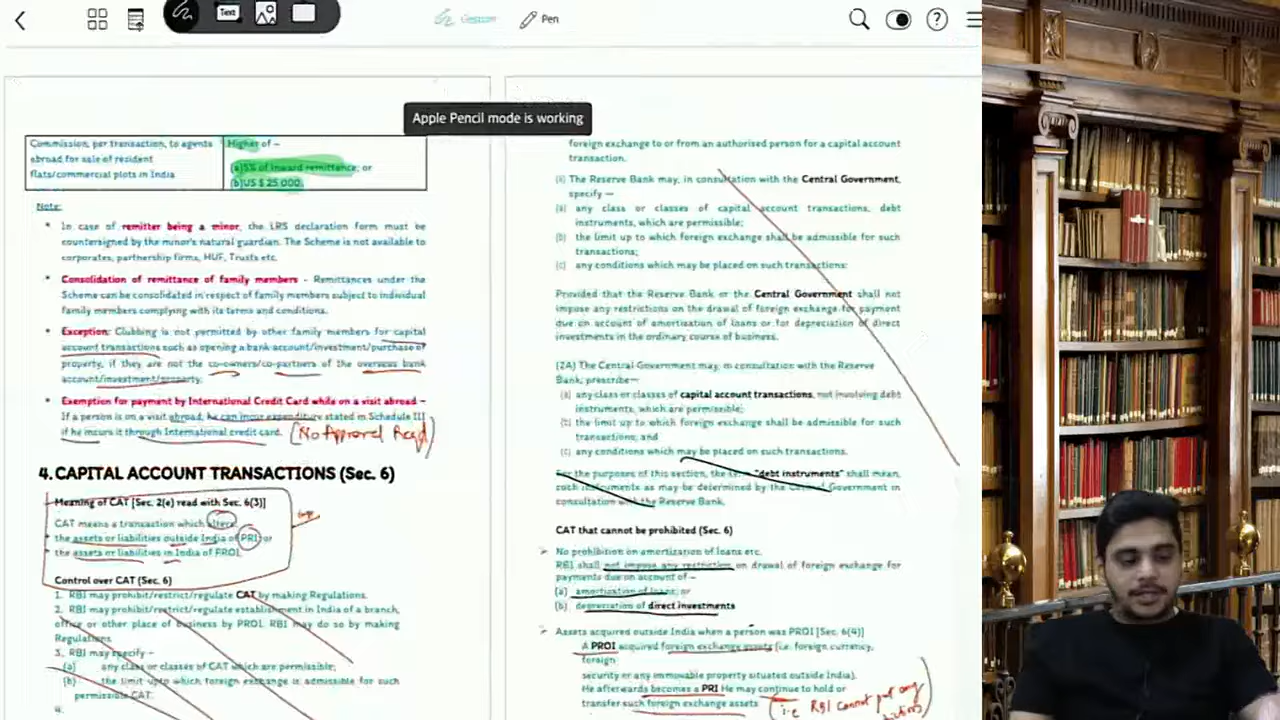 Text
Gesture
Pen
Apple Pencil mode is working
Commission, per transaction, to agents
abroad for sale of resident
flats/commercial plots in India
Higher of –
(a)5% of inward remittance; or
(b)US $ 25,000
Note:
In case of remitter being a minor, the LRS declaration form must be
countersigned by the minor's natural guardian. The Scheme is not available to
corporates, partnership firms, HUF, Trusts etc.
Consolidation of remittance of family members - Remittances under the
Scheme can be consolidated in respect of family members subject to individual
family members complying with its terms and conditions.
Exception: Clubbing is not permitted by other family members for capital
account transactions such as opening a bank account/investment/purchase of
property, if they are not the co-owners/co-partners of the overseas bank
account/investment/property.
Exemption for payment by International Credit Card while on a visit abroad –
If a person is on a visit abroad, he can incur expenditure stated in Schedule III
if he incurs it through International credit card. (No Approval Reqd)
4. CAPITAL ACCOUNT TRANSACTIONS (Sec. 6)
Meaning of CAT [Sec. 2(e) read with Sec. 6(3)]
CAT means a transaction which alters
the assets or liabilities outside India of PRI or
the assets or liabilities in India of PROI.
Control over CAT (Sec. 6)
1. RBI may prohibit/restrict/regulate CAT by making Regulations.
2. RBI may prohibit/restrict/regulate establishment in India of a branch,
office or other place of business by PROI. RBI may do so by making
Regulations.
3. RBI may specify –
(a) any class or classes of CAT which are permissible;
(b) the limit upto which foreign exchange is admissible for such
permissible CAT.
4.
foreign exchange to or from an authorised person for a capital account
transaction.
The Reserve Bank may, in consultation with the Central Government,
specify —
(a) any class or classes of capital account transactions, debt
instruments, which are permissible;
(b) the limit up to which foreign exchange shall be admissible for such
transactions;
(c) any conditions which may be placed on such transactions:
Provided that the Reserve Bank or the Central Government shall not
impose any restrictions on the drawal of foreign exchange for payment
due on account of amortisation of loans or for depreciation of direct
investments in the ordinary course of business.
(2A) The Central Government may, in consultation with the Reserve
Bank, prescribe—
(a) any class or classes of capital account transactions, not involving debt
instruments, which are permissible;
(b) the limit up to which foreign exchange shall be admissible for such
transactions; and
(c) any conditions which may be placed on such transactions.
For the purposes of this section, the term "debt instruments" shall mean,
such instruments as may be determined by the Central Government in
consultation with the Reserve Bank.
CAT that cannot be prohibited (Sec. 6)
No prohibition on amortization of loans etc.
RBI shall not impose any restriction on drawal of foreign exchange for
payments due on account of –
(a) amortization of loans; or
(b) depreciation of direct investments
Assets acquired outside India when a person was PROI [Sec. 6(4)]
A PROI acquired foreign exchange assets (i.e. foreign currency,
foreign
security or any immovable property situated outside India).
He afterwards becomes a PRI He may continue to hold or
transfer such foreign exchange assets (i.e RBI cannot put any